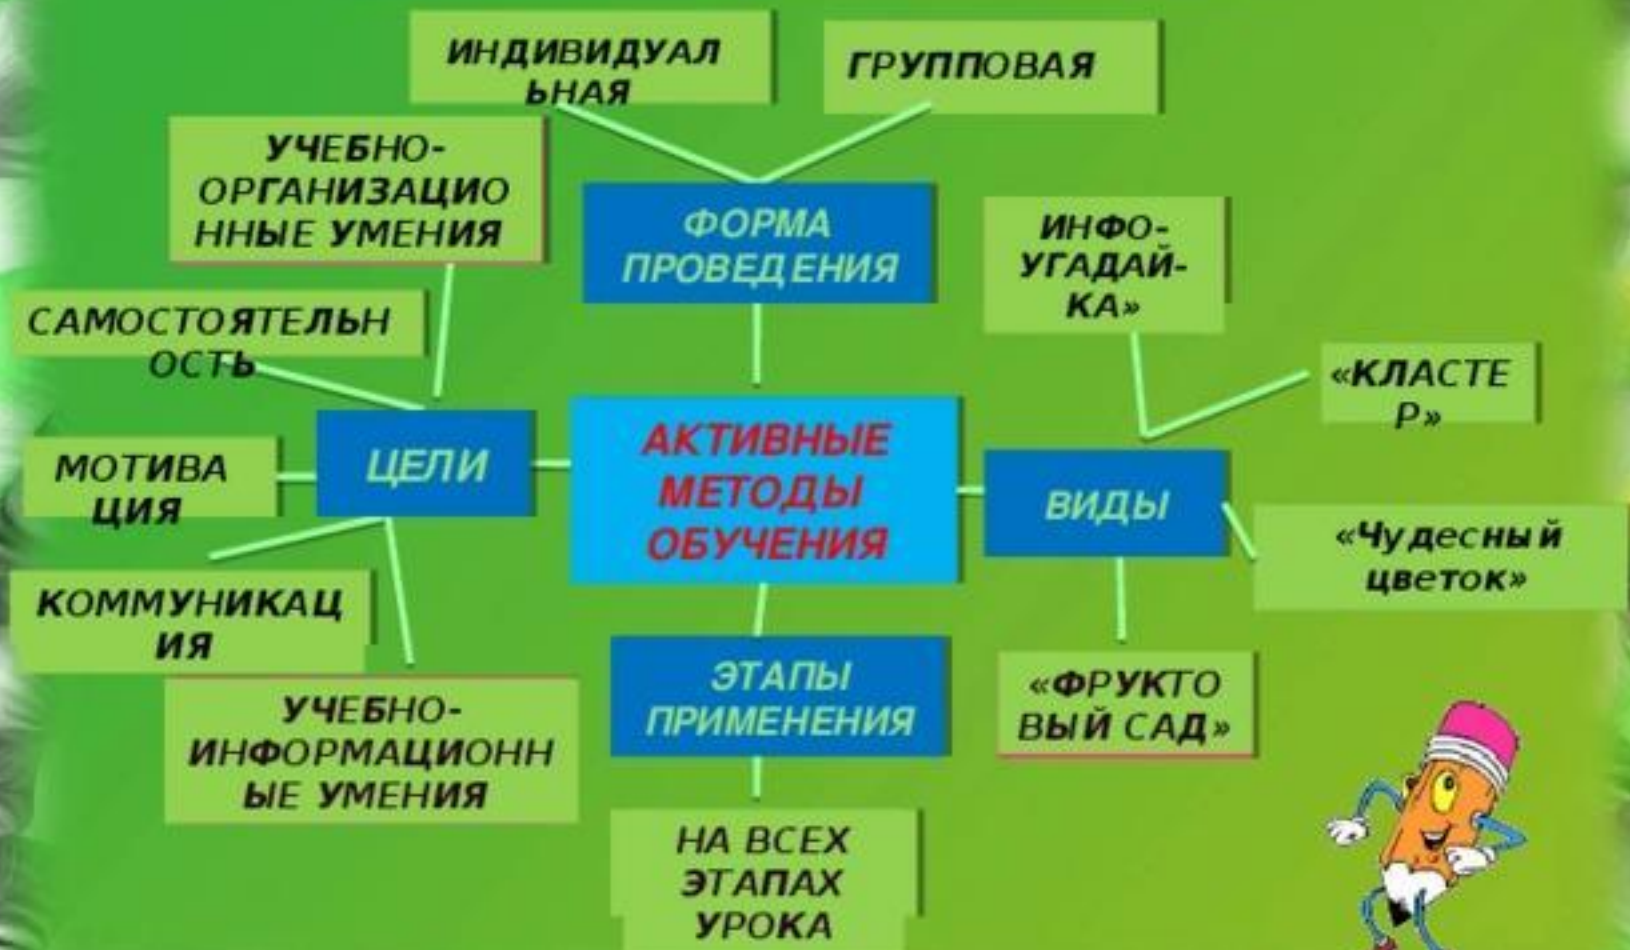 ИНДИВИДУАЛ
ЬНАЯ
ГРУППОВАЯ
УЧЕБНО-
ОРГАНИЗАЦИО
ННЫЕ УМЕНИЯ
ФОРМА
ПРОВЕДЕНИЯ
ИНФО-
УГАДАЙ-
КА»
САМОСТОЯТЕЛЬН
ОСТЬ
«КЛАСТЕ
Р»
МОТИВА
ЦИЯ
ЦЕЛИ
АКТИВНЫЕ
МЕТОДЫ
ОБУЧЕНИЯ
ВИДЫ
«Чудесный
цветок»
КОММУНИКАЦ
ИЯ
УЧЕБНО-
ИНФОРМАЦИОНН
ЫЕ УМЕНИЯ
ЭТАПЫ
ПРИМЕНЕНИЯ
«ФРУКТО
ВЫЙ САД»
НА ВСЕХ
ЭТАПАХ
УРОКА